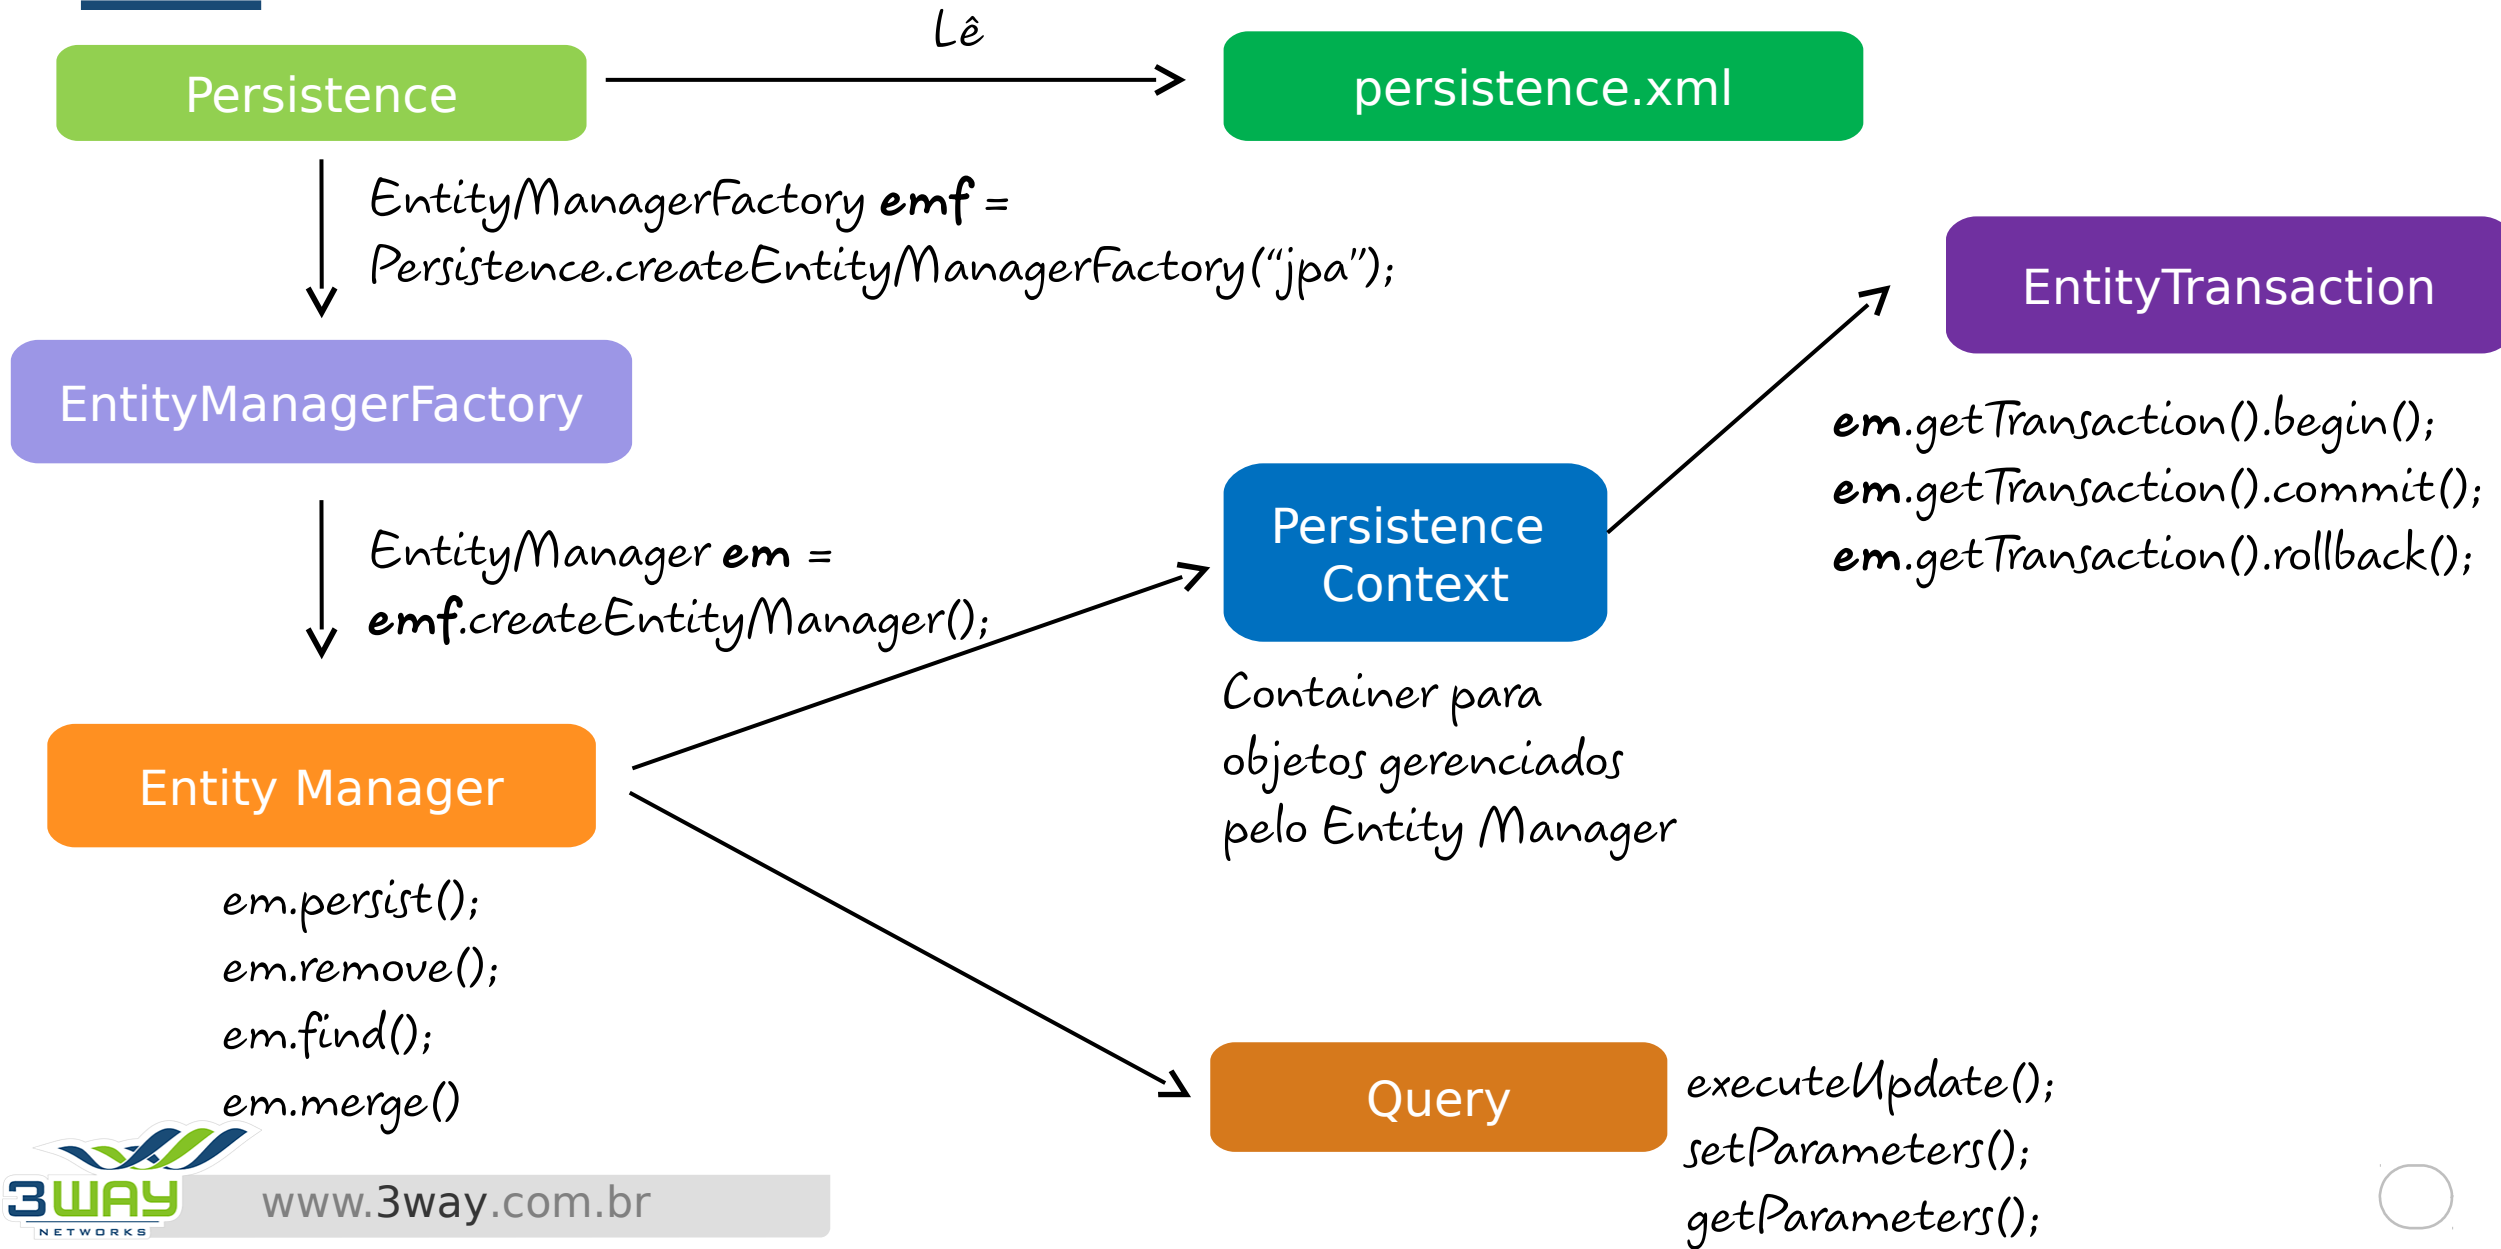 Lê
Persistence
persistence.xml
EntityManagerFactory emf =
Persistence.createEntityManagerFactory(“jpa”);
EntityTransaction
EntityManagerFactory
em.getTransaction().begin();
em.getTransaction().commit();
em.getTransaction().rollback();
EntityManager em =
emf.createEntityManager();
Persistence
Context
Container para
objetos gerenciados
pelo Entity Manager
Entity Manager
em.persist();
em.remove();
em.find();
em.merge()
Query
executeUpdate();
setParameters();
getParameters();
3WAY
NETWORKS
www.3way.com.br